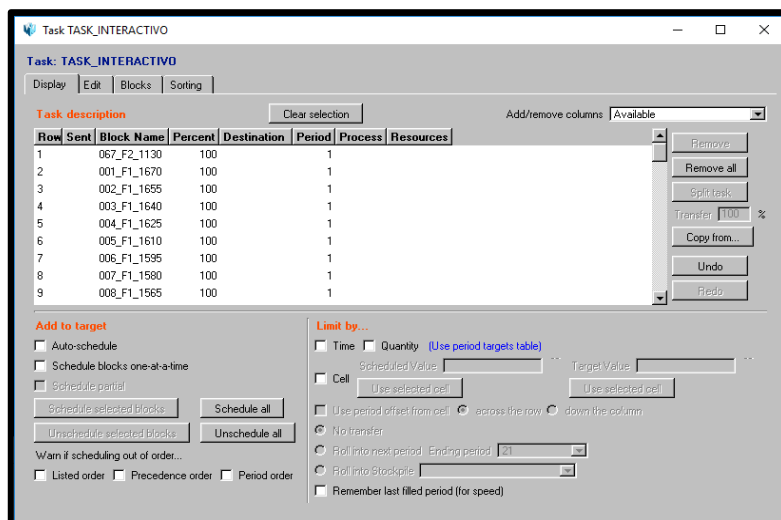 Task TASK_INTERACTIVO
Task: TASK_INTERACTIVO
Display Edit Blocks Sorting
Task description Clear selection Add/remove columns Available
Row Sent Block Name Percent Destination Period Process Resources
1 067_F2_1130 100 1
2 001_F1_1670 100 1
3 002_F1_1655 100 1
4 003_F1_1640 100 1
5 004_F1_1625 100 1
6 005_F1_1610 100 1
7 006_F1_1595 100 1
8 007_F1_1580 100 1
9 008_F1_1565 100 1
Remove
Remove all
Split task
Transfer 100 %
Copy from...
Undo
Redo
Add to target
Auto-schedule
Schedule blocks one-at-a-time
Schedule partial
Schedule selected blocks Schedule all
Unschedule selected blocks Unschedule all
Warn if scheduling out of order...
Listed order Precedence order Period order
Limit by...
Time Quantity (Use period targets table)
Scheduled Value -- Target Value --
Cell Use selected cell Use selected cell
Use period offset from cell across the row down the column
No transfer
Roll into next period Ending period 21
Roll into Stockpile
Remember last filled period (for speed)